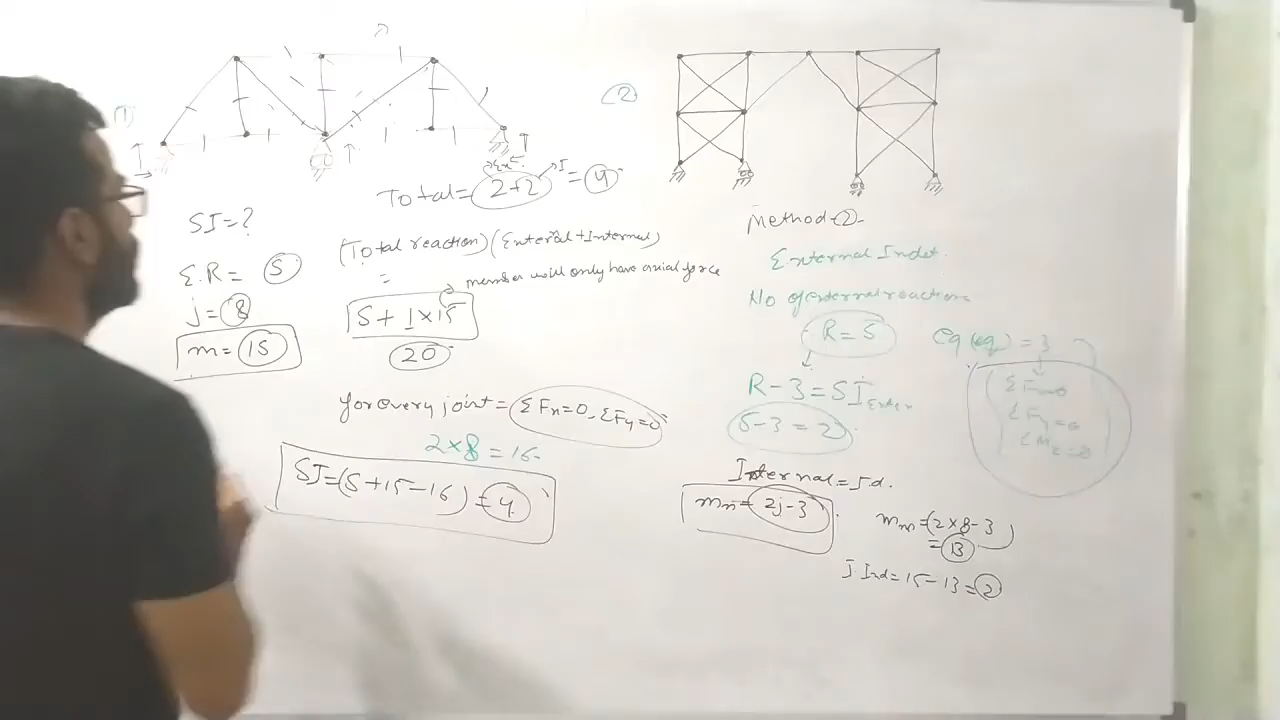 (1)
SI=?
E.R = 5
j = 8
m = 15
Total = 2+2 = 4
(Total reaction) (External + Internal)
=
member will only have axial force
5 + 1×15
20
for every joint = ΣFx=0, ΣFy=0
2×8 = 16
SI=(5+15-16) = 4
(2)
Method-2-
External Indet.
No of external reactions
R = 5
Eq (eq) = 3
R-3 = SI Exter
5-3 = 2
ΣFx=0
ΣFy=0
ΣMz=0
Internal = I.d.
mn = 2j-3
mn=(2×8-3)
= 13
I. Ind = 15-13 = 2